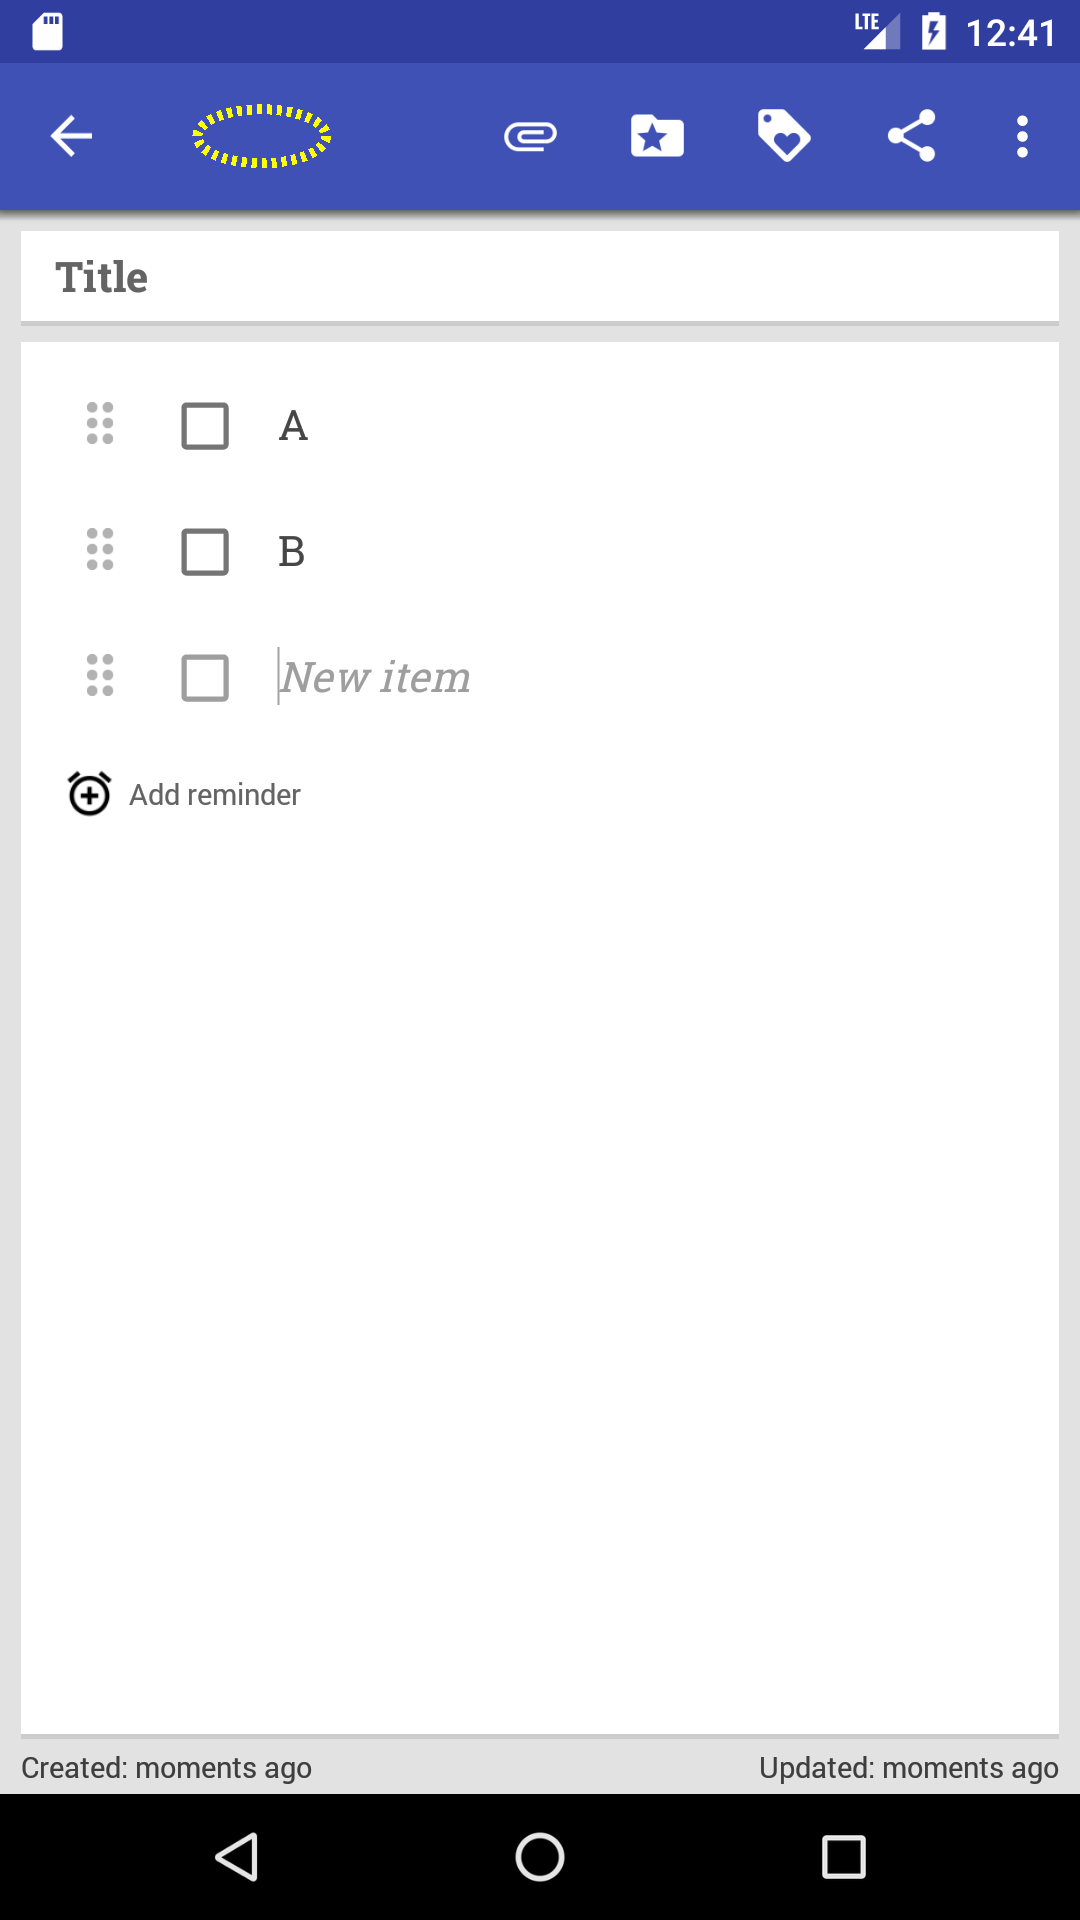 LTE 12:41
Title
A
B
New item
Add reminder
Created: moments ago Updated: moments ago